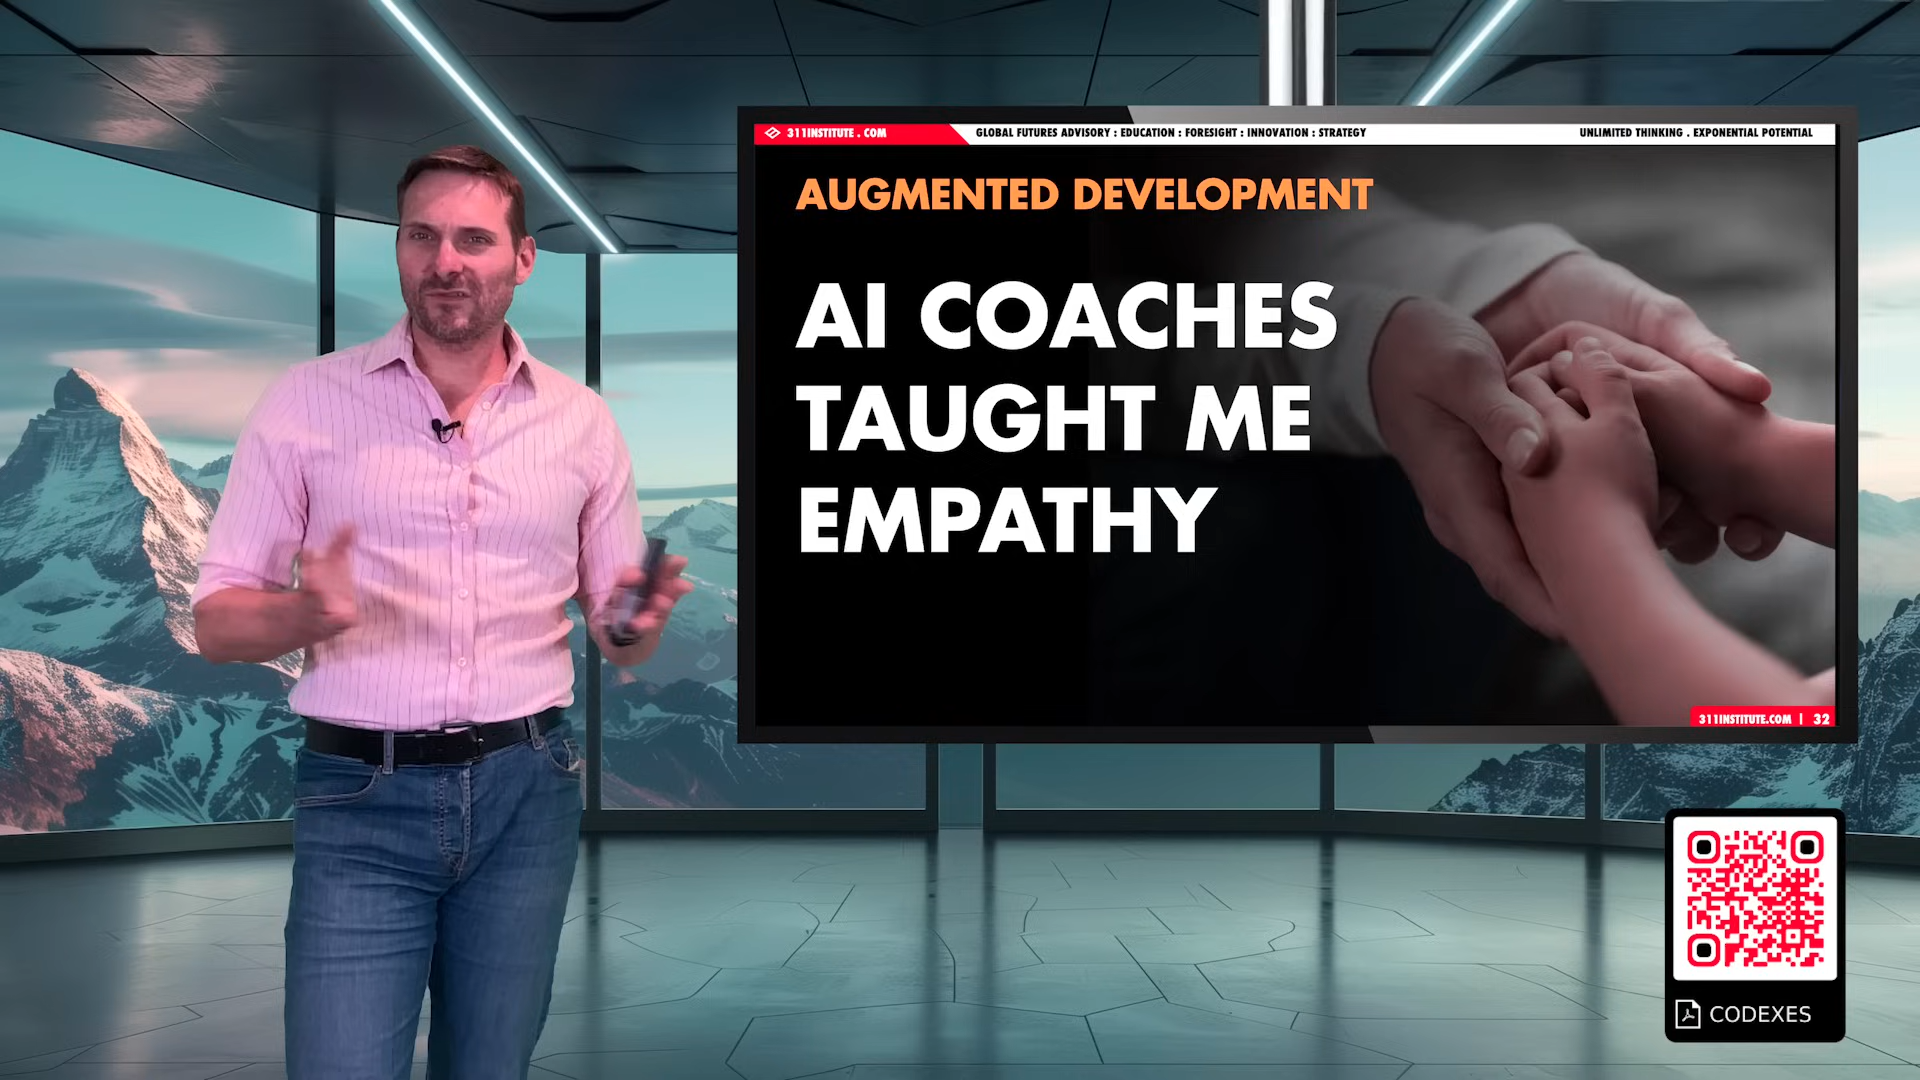 311INSTITUTE . COM
GLOBAL FUTURES ADVISORY : EDUCATION : FORESIGHT : INNOVATION : STRATEGY
UNLIMITED THINKING . EXPONENTIAL POTENTIAL
AUGMENTED DEVELOPMENT
AI COACHES
TAUGHT ME
EMPATHY
311INSTITUTE.COM | 32
CODEXES